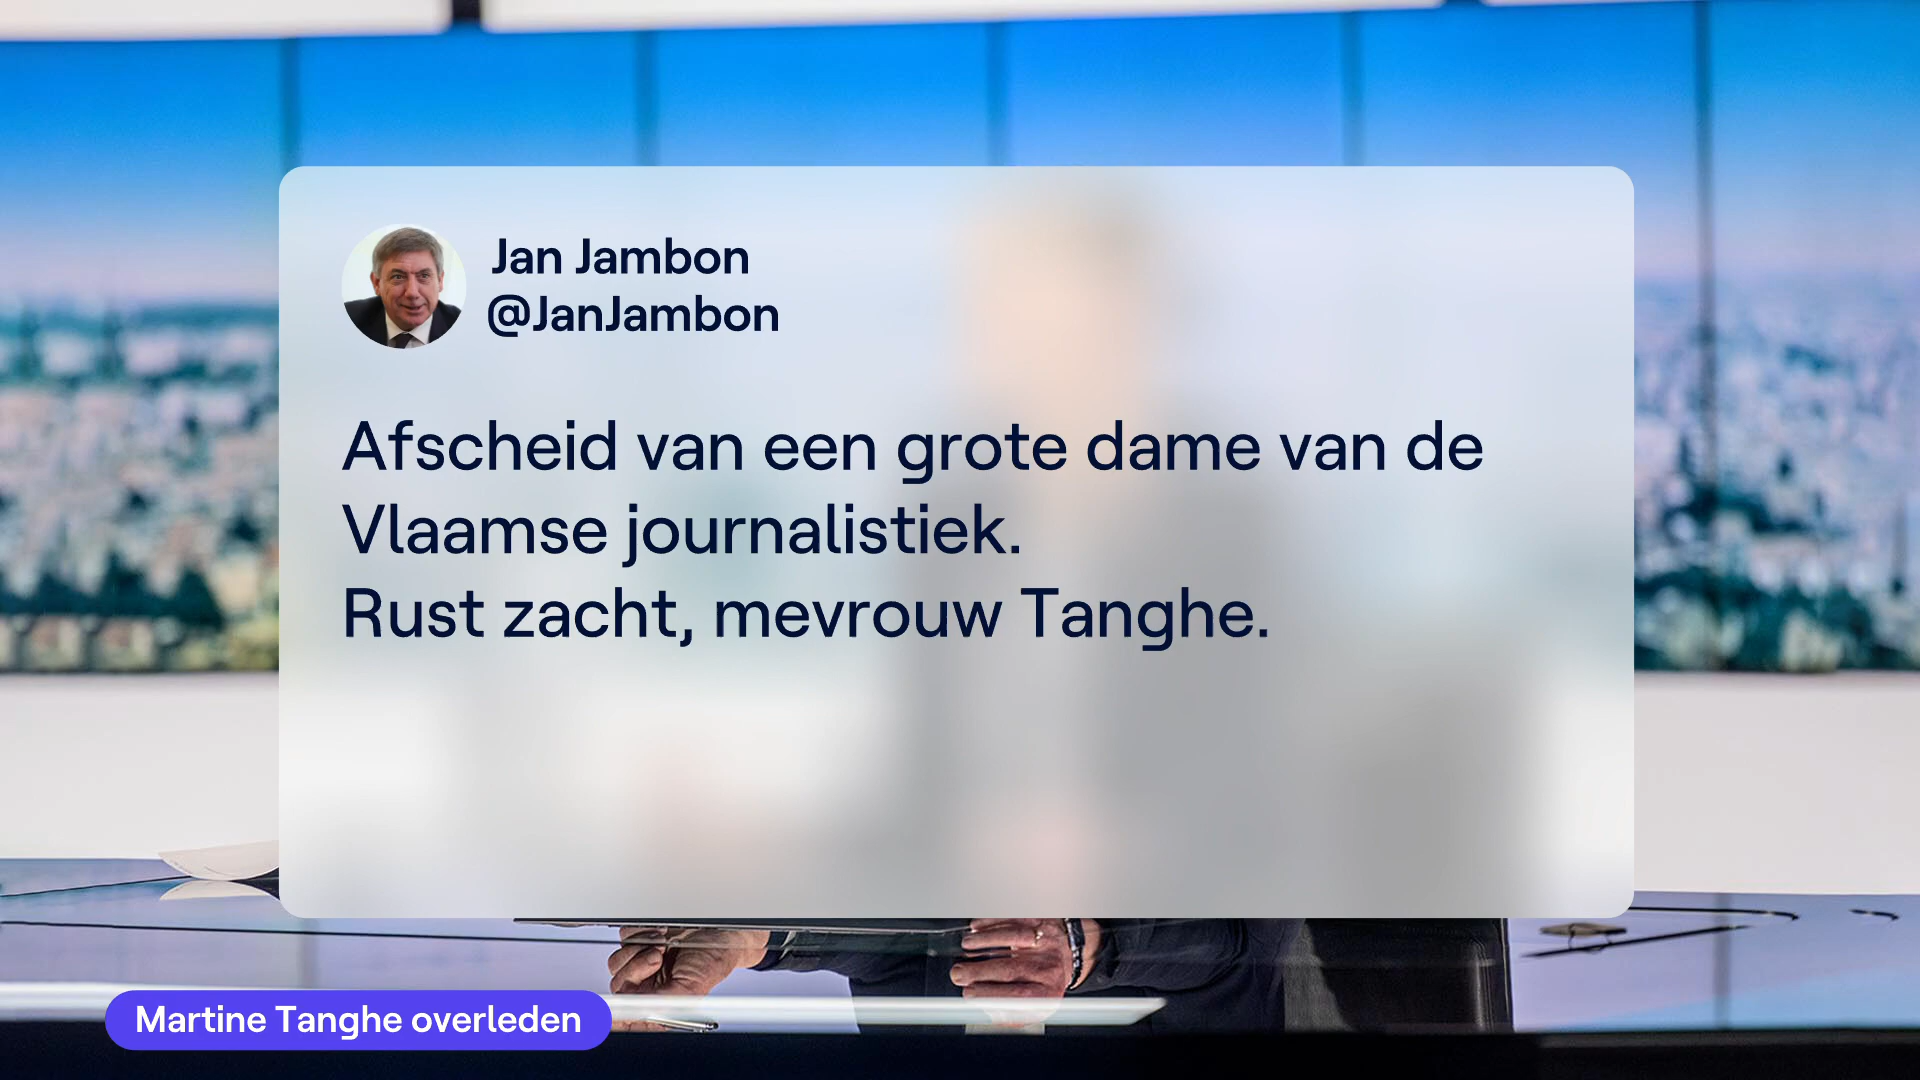 Jan Jambon
@JanJambon
Afscheid van een grote dame van de
Vlaamse journalistiek.
Rust zacht, mevrouw Tanghe.
Martine Tanghe overleden